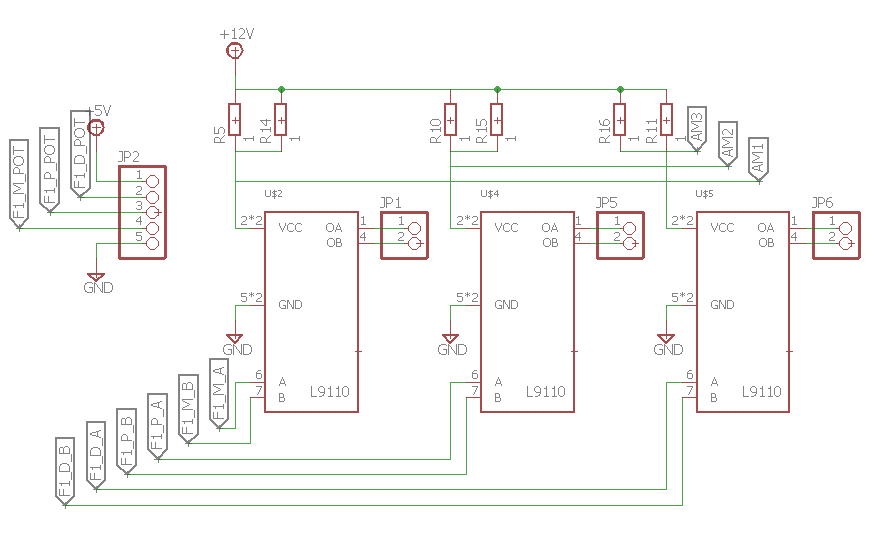 +12V
+5V
F1_M_POT
F1_P_POT
F1_D_POT
JP2
1
2
3
4
5
GND
R5
1
R14
1
R10
1
R15
1
R16
1
R11
1
AM3
AM2
AM1
U$2
2*2
VCC
OA
1
OB
4
5*2
GND
GND
6
A
7
B
L9110
JP1
1
2
U$4
2*2
VCC
OA
1
OB
4
5*2
GND
GND
6
A
7
B
L9110
JP5
1
2
U$5
2*2
VCC
OA
1
OB
4
5*2
GND
GND
6
A
7
B
L9110
JP6
1
2
F1_D_B
F1_D_A
F1_P_B
F1_P_A
F1_M_B
F1_M_A